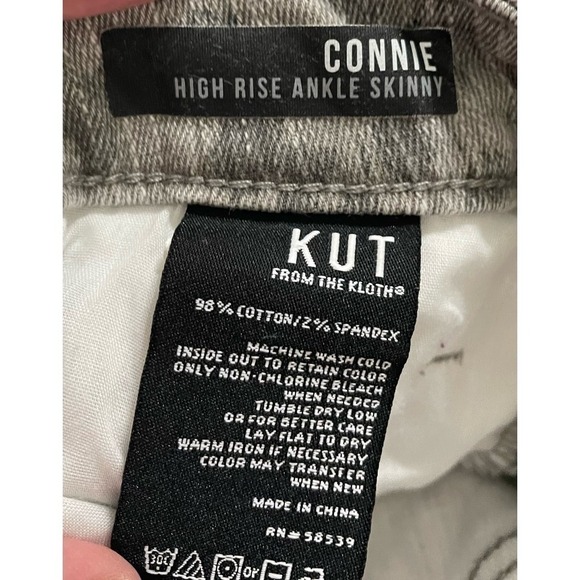 CONNIE
HIGH RISE ANKLE SKINNY
KUT
FROM THE KLOTH®
98% COTTON/2% SPANDEX
MACHINE WASH COLD
INSIDE OUT TO RETAIN COLOR
ONLY NON-CHLORINE BLEACH
WHEN NEEDED
TUMBLE DRY LOW
OR FOR BETTER CARE
LAY FLAT TO DRY
WARM IRON IF NECESSARY
COLOR MAY TRANSFER
WHEN NEW
MADE IN CHINA
RN#58539
30C or